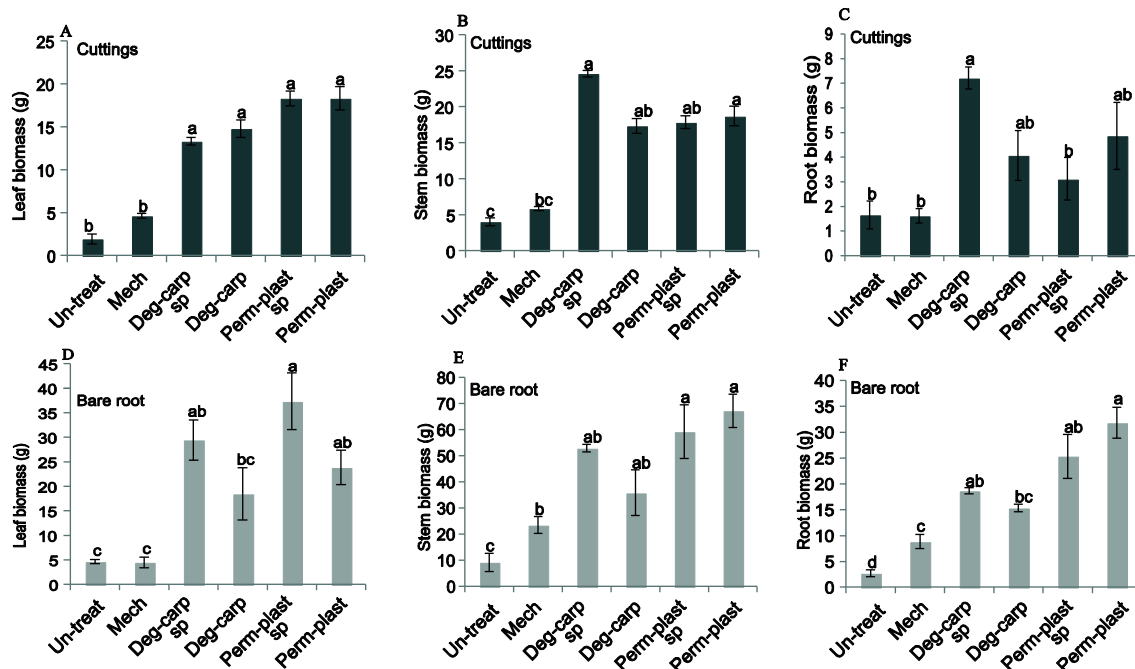 A
Cuttings
Leaf biomass (g)
25
20
15
10
5
0
b
b
a
a
a
a
Un-treat
Mech
Deg-carp
sp
Deg-carp
Perm-plast
sp
Perm-plast
B
Cuttings
Stem biomass (g)
30
25
20
15
10
5
0
c
bc
a
ab
ab
a
Un-treat
Mech
Deg-carp
sp
Deg-carp
Perm-plast
sp
Perm-plast
C
Cuttings
Root biomass (g)
9
8
7
6
5
4
3
2
1
0
b
b
a
ab
b
ab
Un-treat
Mech
Deg-carp
sp
Deg-carp
Perm-plast
sp
Perm-plast
D
Bare root
Leaf biomass (g)
45
40
35
30
25
20
15
10
5
0
c
c
ab
bc
a
ab
Un-treat
Mech
Deg-carp
sp
Deg-carp
Perm-plast
sp
Perm-plast
E
Bare root
Stem biomass (g)
80
70
60
50
40
30
20
10
0
c
b
ab
ab
a
a
Un-treat
Mech
Deg-carp
sp
Deg-carp
Perm-plast
sp
Perm-plast
F
Bare root
Root biomass (g)
40
35
30
25
20
15
10
5
0
d
c
ab
bc
ab
a
Un-treat
Mech
Deg-carp
sp
Deg-carp
Perm-plast
sp
Perm-plast